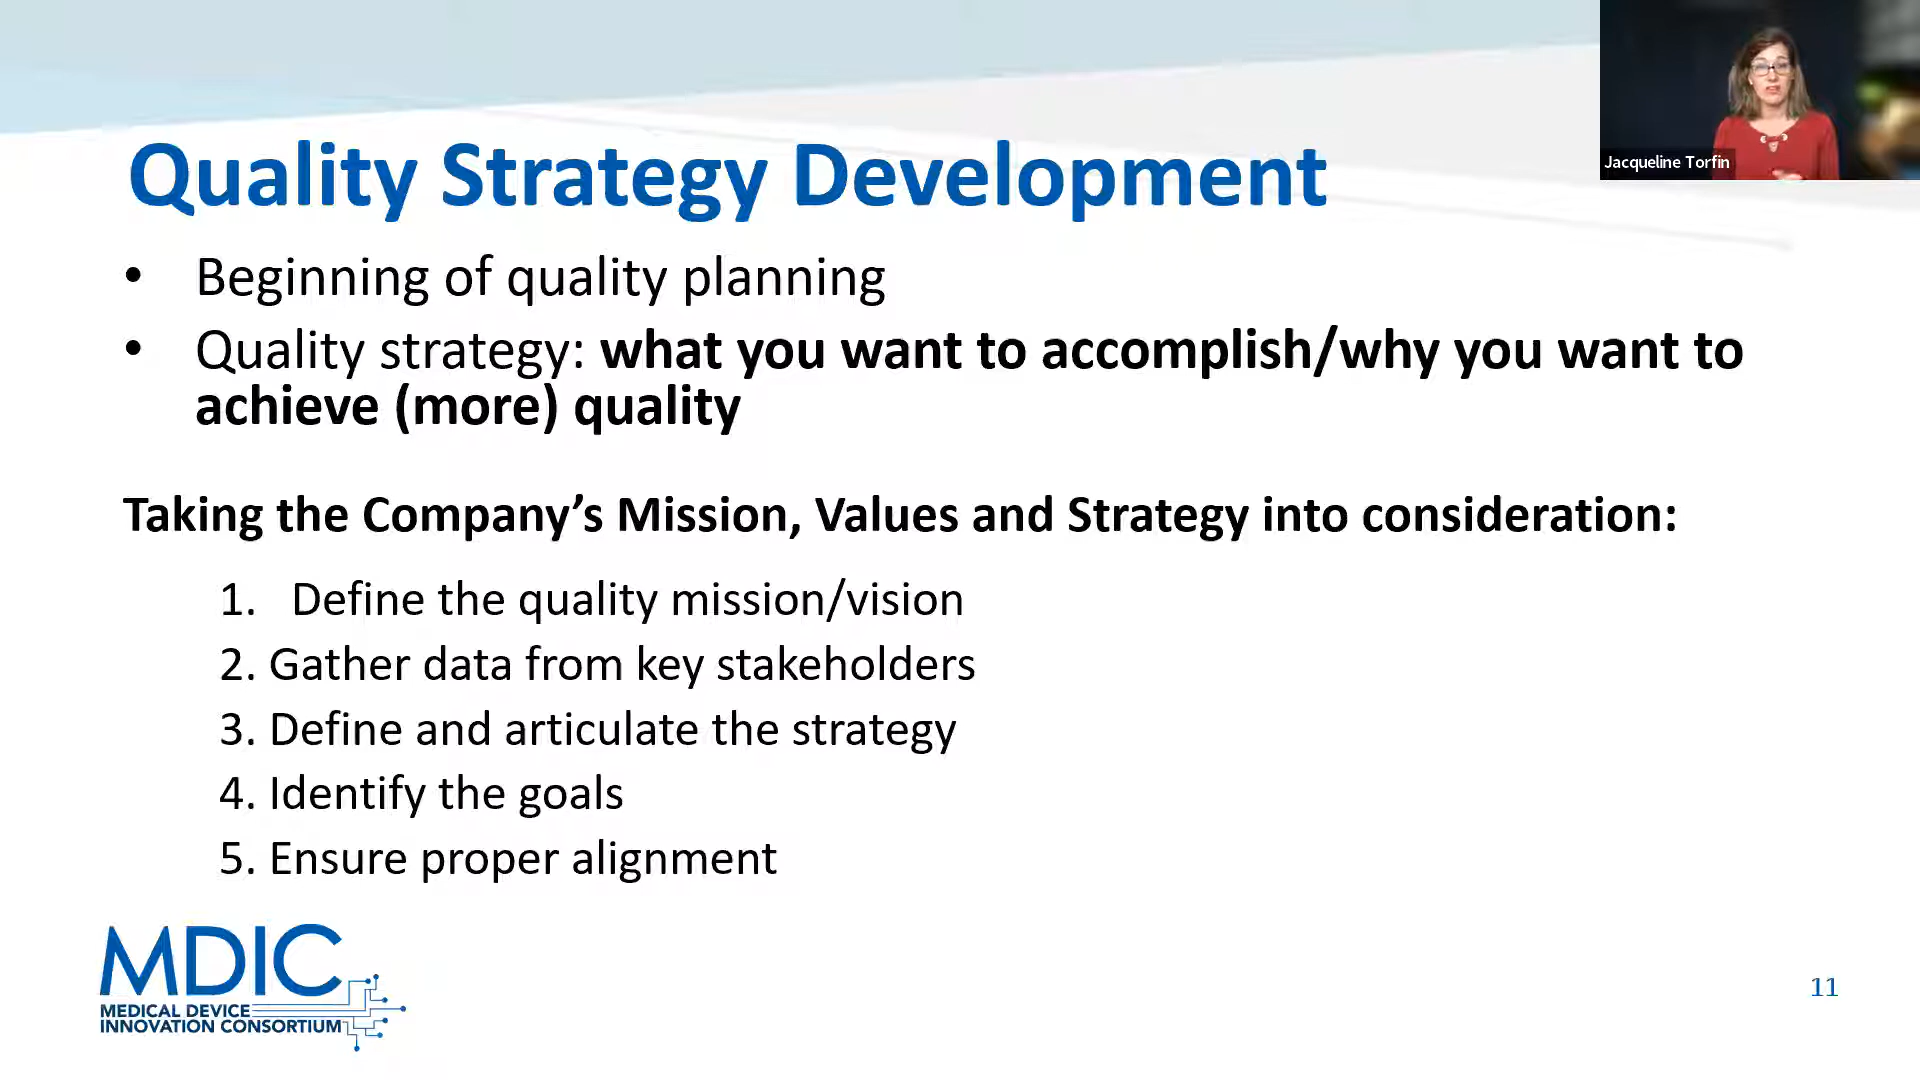 Jacqueline Torfin
Quality Strategy Development
• Beginning of quality planning
• Quality strategy: what you want to accomplish/why you want to
achieve (more) quality
Taking the Company’s Mission, Values and Strategy into consideration:
1. Define the quality mission/vision
2. Gather data from key stakeholders
3. Define and articulate the strategy
4. Identify the goals
5. Ensure proper alignment
MDIC
MEDICAL DEVICE
INNOVATION CONSORTIUM
11